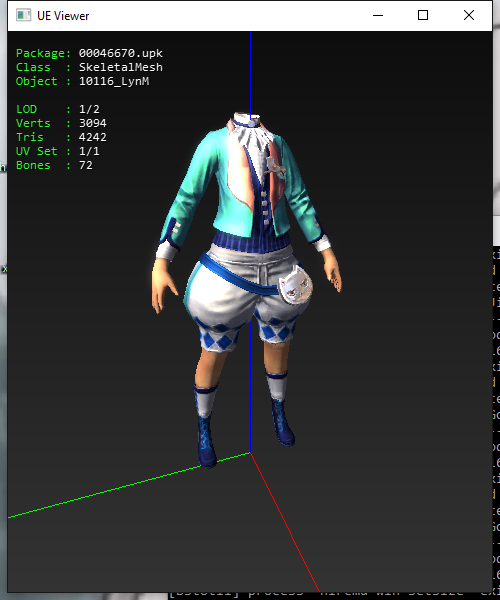 UE Viewer
Package: 00046670.upk
Class : SkeletalMesh
Object : 10116_LynM
LOD : 1/2
Verts : 3094
Tris : 4242
UV Set : 1/1
Bones : 72